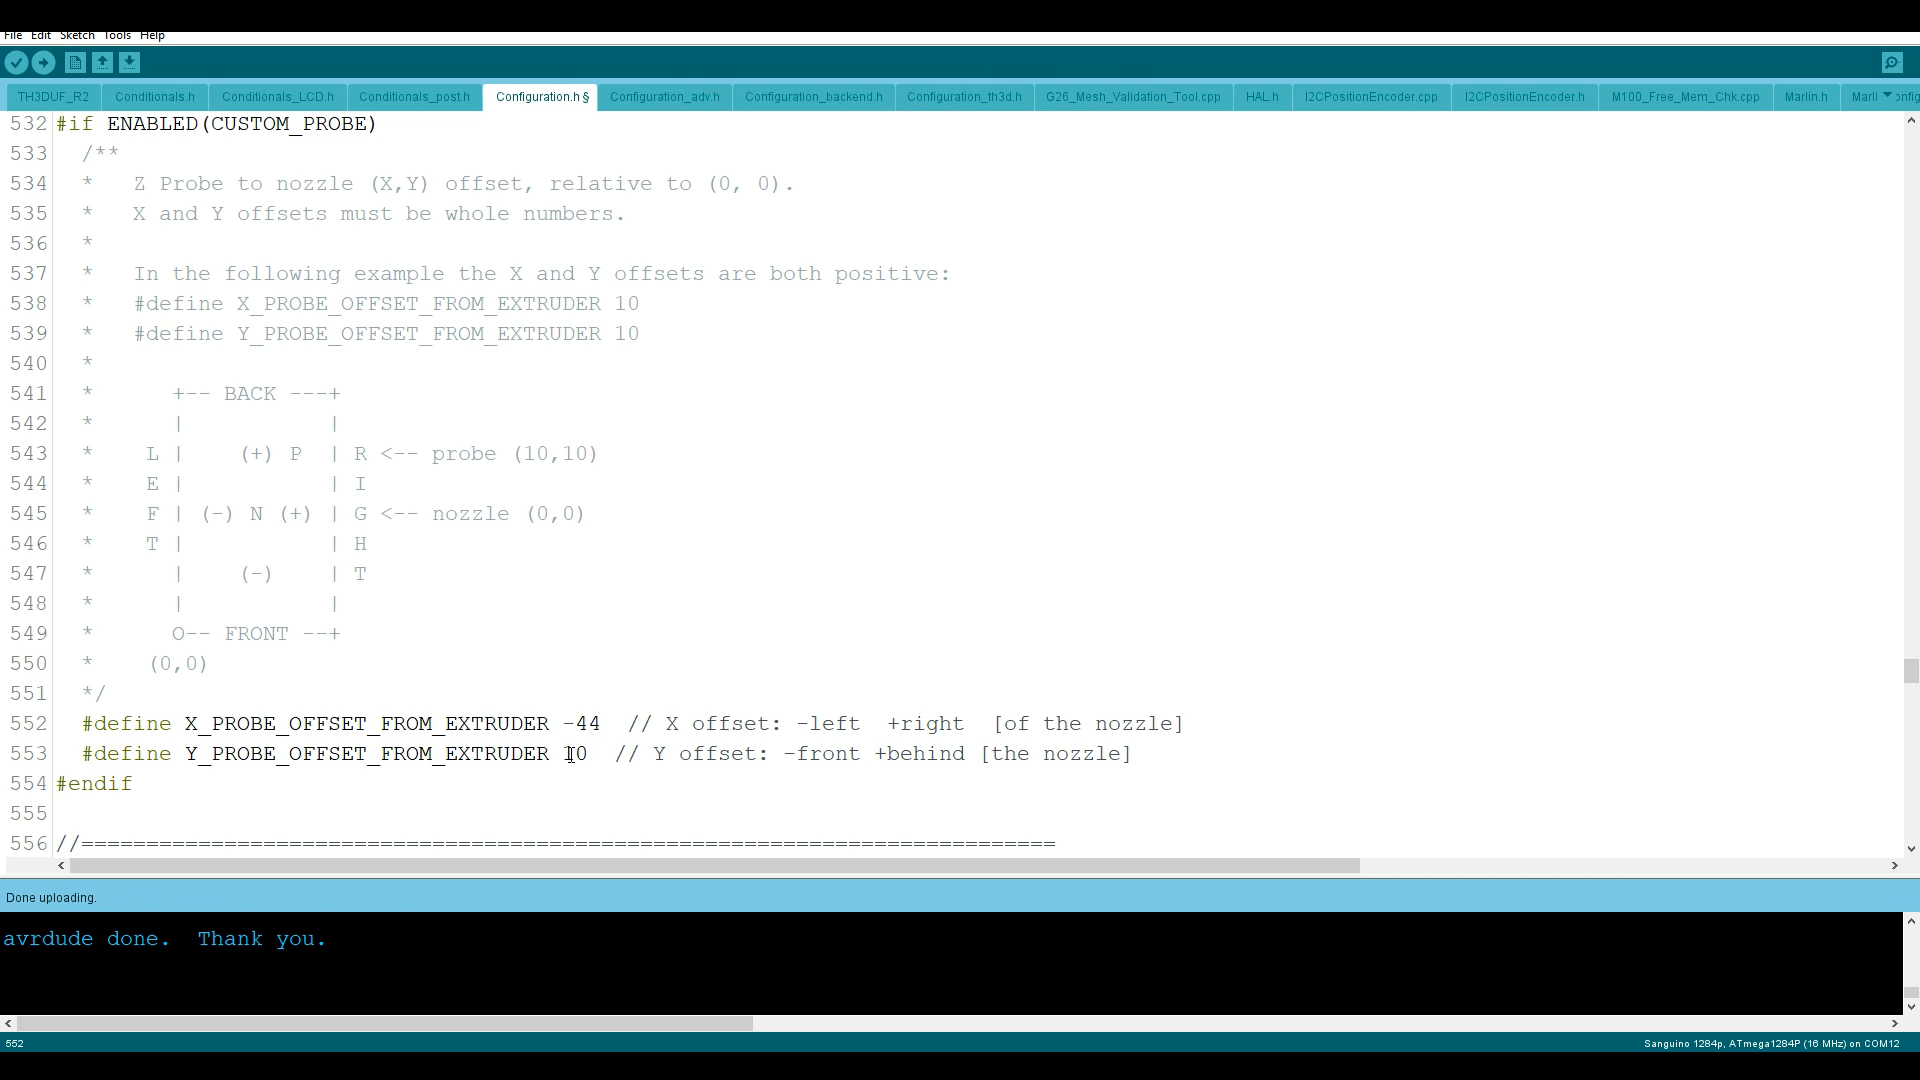 File Edit Sketch Tools Help
TH3DUF_R2 Conditionals.h Conditionals_LCD.h Conditionals_post.h Configuration.h § Configuration_adv.h Configuration_backend.h Configuration_th3d.h G26_Mesh_Validation_Tool.cpp HAL.h I2CPositionEncoder.cpp I2CPositionEncoder.h M100_Free_Mem_Chk.cpp Marlin.h Marli
532 #if ENABLED(CUSTOM_PROBE)
533   /**
534   *   Z Probe to nozzle (X,Y) offset, relative to (0, 0).
535   *   X and Y offsets must be whole numbers.
536   *
537   *   In the following example the X and Y offsets are both positive:
538   *   #define X_PROBE_OFFSET_FROM_EXTRUDER 10
539   *   #define Y_PROBE_OFFSET_FROM_EXTRUDER 10
540   *
541   *      +-- BACK ---+
542   *      |           |
543   *    L |    (+) P  | R <-- probe (10,10)
544   *    E |           | I
545   *    F | (-) N (+) | G <-- nozzle (0,0)
546   *    T |           | H
547   *      |    (-)    | T
548   *      |           |
549   *      O-- FRONT --+
550   *    (0,0)
551   */
552   #define X_PROBE_OFFSET_FROM_EXTRUDER -44  // X offset: -left  +right  [of the nozzle]
553   #define Y_PROBE_OFFSET_FROM_EXTRUDER 10  // Y offset: -front +behind [the nozzle]
554 #endif
555
556 //===========================================================================
Done uploading.
avrdude done.  Thank you.
552
Sanguino 1284p, ATmega1284P (16 MHz) on COM12